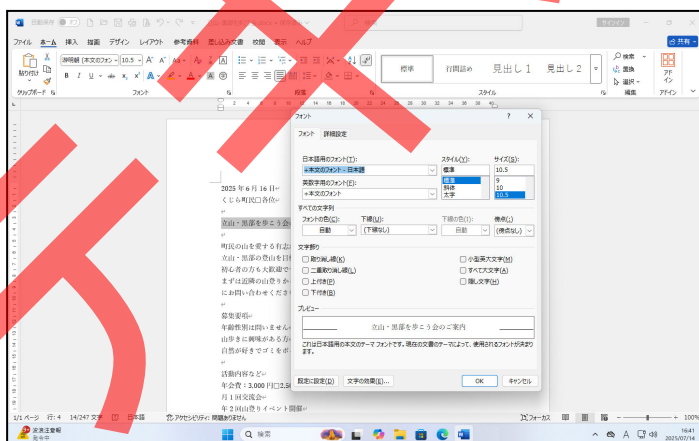 自動保存
サインイン
ファイル ホーム 挿入 描画 デザイン レイアウト 参考資料 差し込み文書 校閲 表示 ヘルプ
共有
貼り付け
游明朝 (本文のフォン
10.5
標準 行間詰め 見出し 1 見出し 2
検索
置換
選択
アドイン
クリップボード フォント 段落 スタイル 編集 アドイン
2025 年 6 月 16 日
くじら町民□各位
立山・黒部を歩こう会の
町民の山を愛する有志
立山・黒部の登山を目
初心者の方も大歓迎で
まずは近隣の山登りか
にお問い合わせくださ
募集要項
年齢性別は問いません
山歩きに興味がある方
自然が好きでゴミをポ
活動内容など
年会費：3,000 円□2,5
月 1 回交流会
年 2 回山登りイベント開催
フォント ? ×
フォント 詳細設定
日本語用のフォント(T): スタイル(Y): サイズ(S):
+本文のフォント - 日本語 標準 10.5
英数字用のフォント(F): 標準 9
+本文のフォント 斜体 10
太字 10.5
すべての文字列
フォントの色(C): 下線(U): 下線の色(I): 傍点(:)
自動 (下線なし) 自動 (傍点なし)
文字飾り
取り消し線(K) 小型英大文字(M)
二重取り消し線(L) すべて大文字(A)
上付き(P) 隠し文字(H)
下付き(B)
プレビュー
立山・黒部を歩こう会のご案内
これは日本語用の本文のテーマ フォントです。現在の文書のテーマによって、使用されるフォントが決まります。
既定に設定(D) 文字の効果(E)... OK キャンセル
1/1 ページ 行: 4 14/247 文字 日本語 アクセシビリティ: 問題ありません フォーカス 100%
波浪注意報
発令中
検索
16:41
2025/07/16